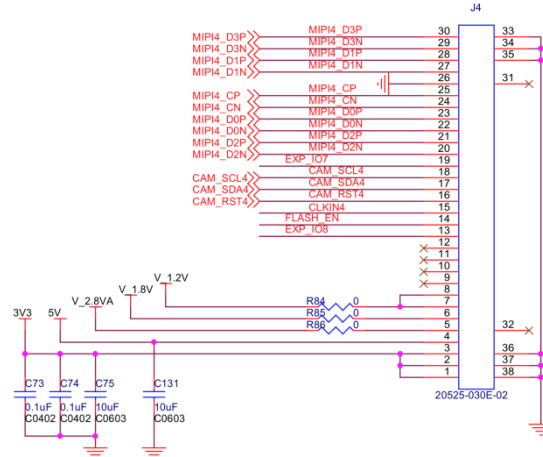 J4
MIPI4_D3P MIPI4_D3P 30 33
MIPI4_D3N MIPI4_D3N 29 34
MIPI4_D1P MIPI4_D1P 28 35
MIPI4_D1N MIPI4_D1N 27
26 31
MIPI4_CP MIPI4_CP 25
MIPI4_CN MIPI4_CN 24
MIPI4_D0P MIPI4_D0P 23
MIPI4_D0N MIPI4_D0N 22
MIPI4_D2P MIPI4_D2P 21
MIPI4_D2N MIPI4_D2N 20
EXP_IO7 19
CAM_SCL4 CAM_SCL4 18
CAM_SDA4 CAM_SDA4 17
CAM_RST4 CAM_RST4 16
CLKIN4 15
FLASH_EN 14
EXP_IO8 13
12
11
10
9
V_1.2V 8
V_1.8V R84 0 7
V_2.8VA R85 0 6
3V3 5V R86 0 5 32
4
3 36
2 37
1 38
C73 C74 C75 C131
20525-030E-02
0.1uF 0.1uF 10uF 10uF
C0402 C0402 C0603 C0603